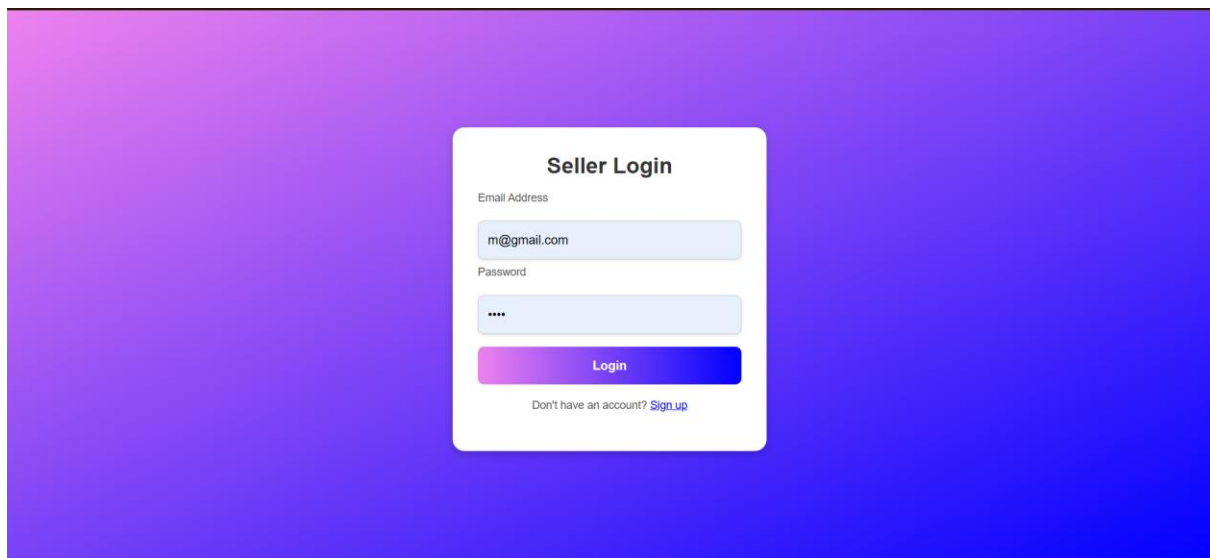 Seller Login
Email Address
m@gmail.com
Password
••••
Login
Don't have an account? Sign up